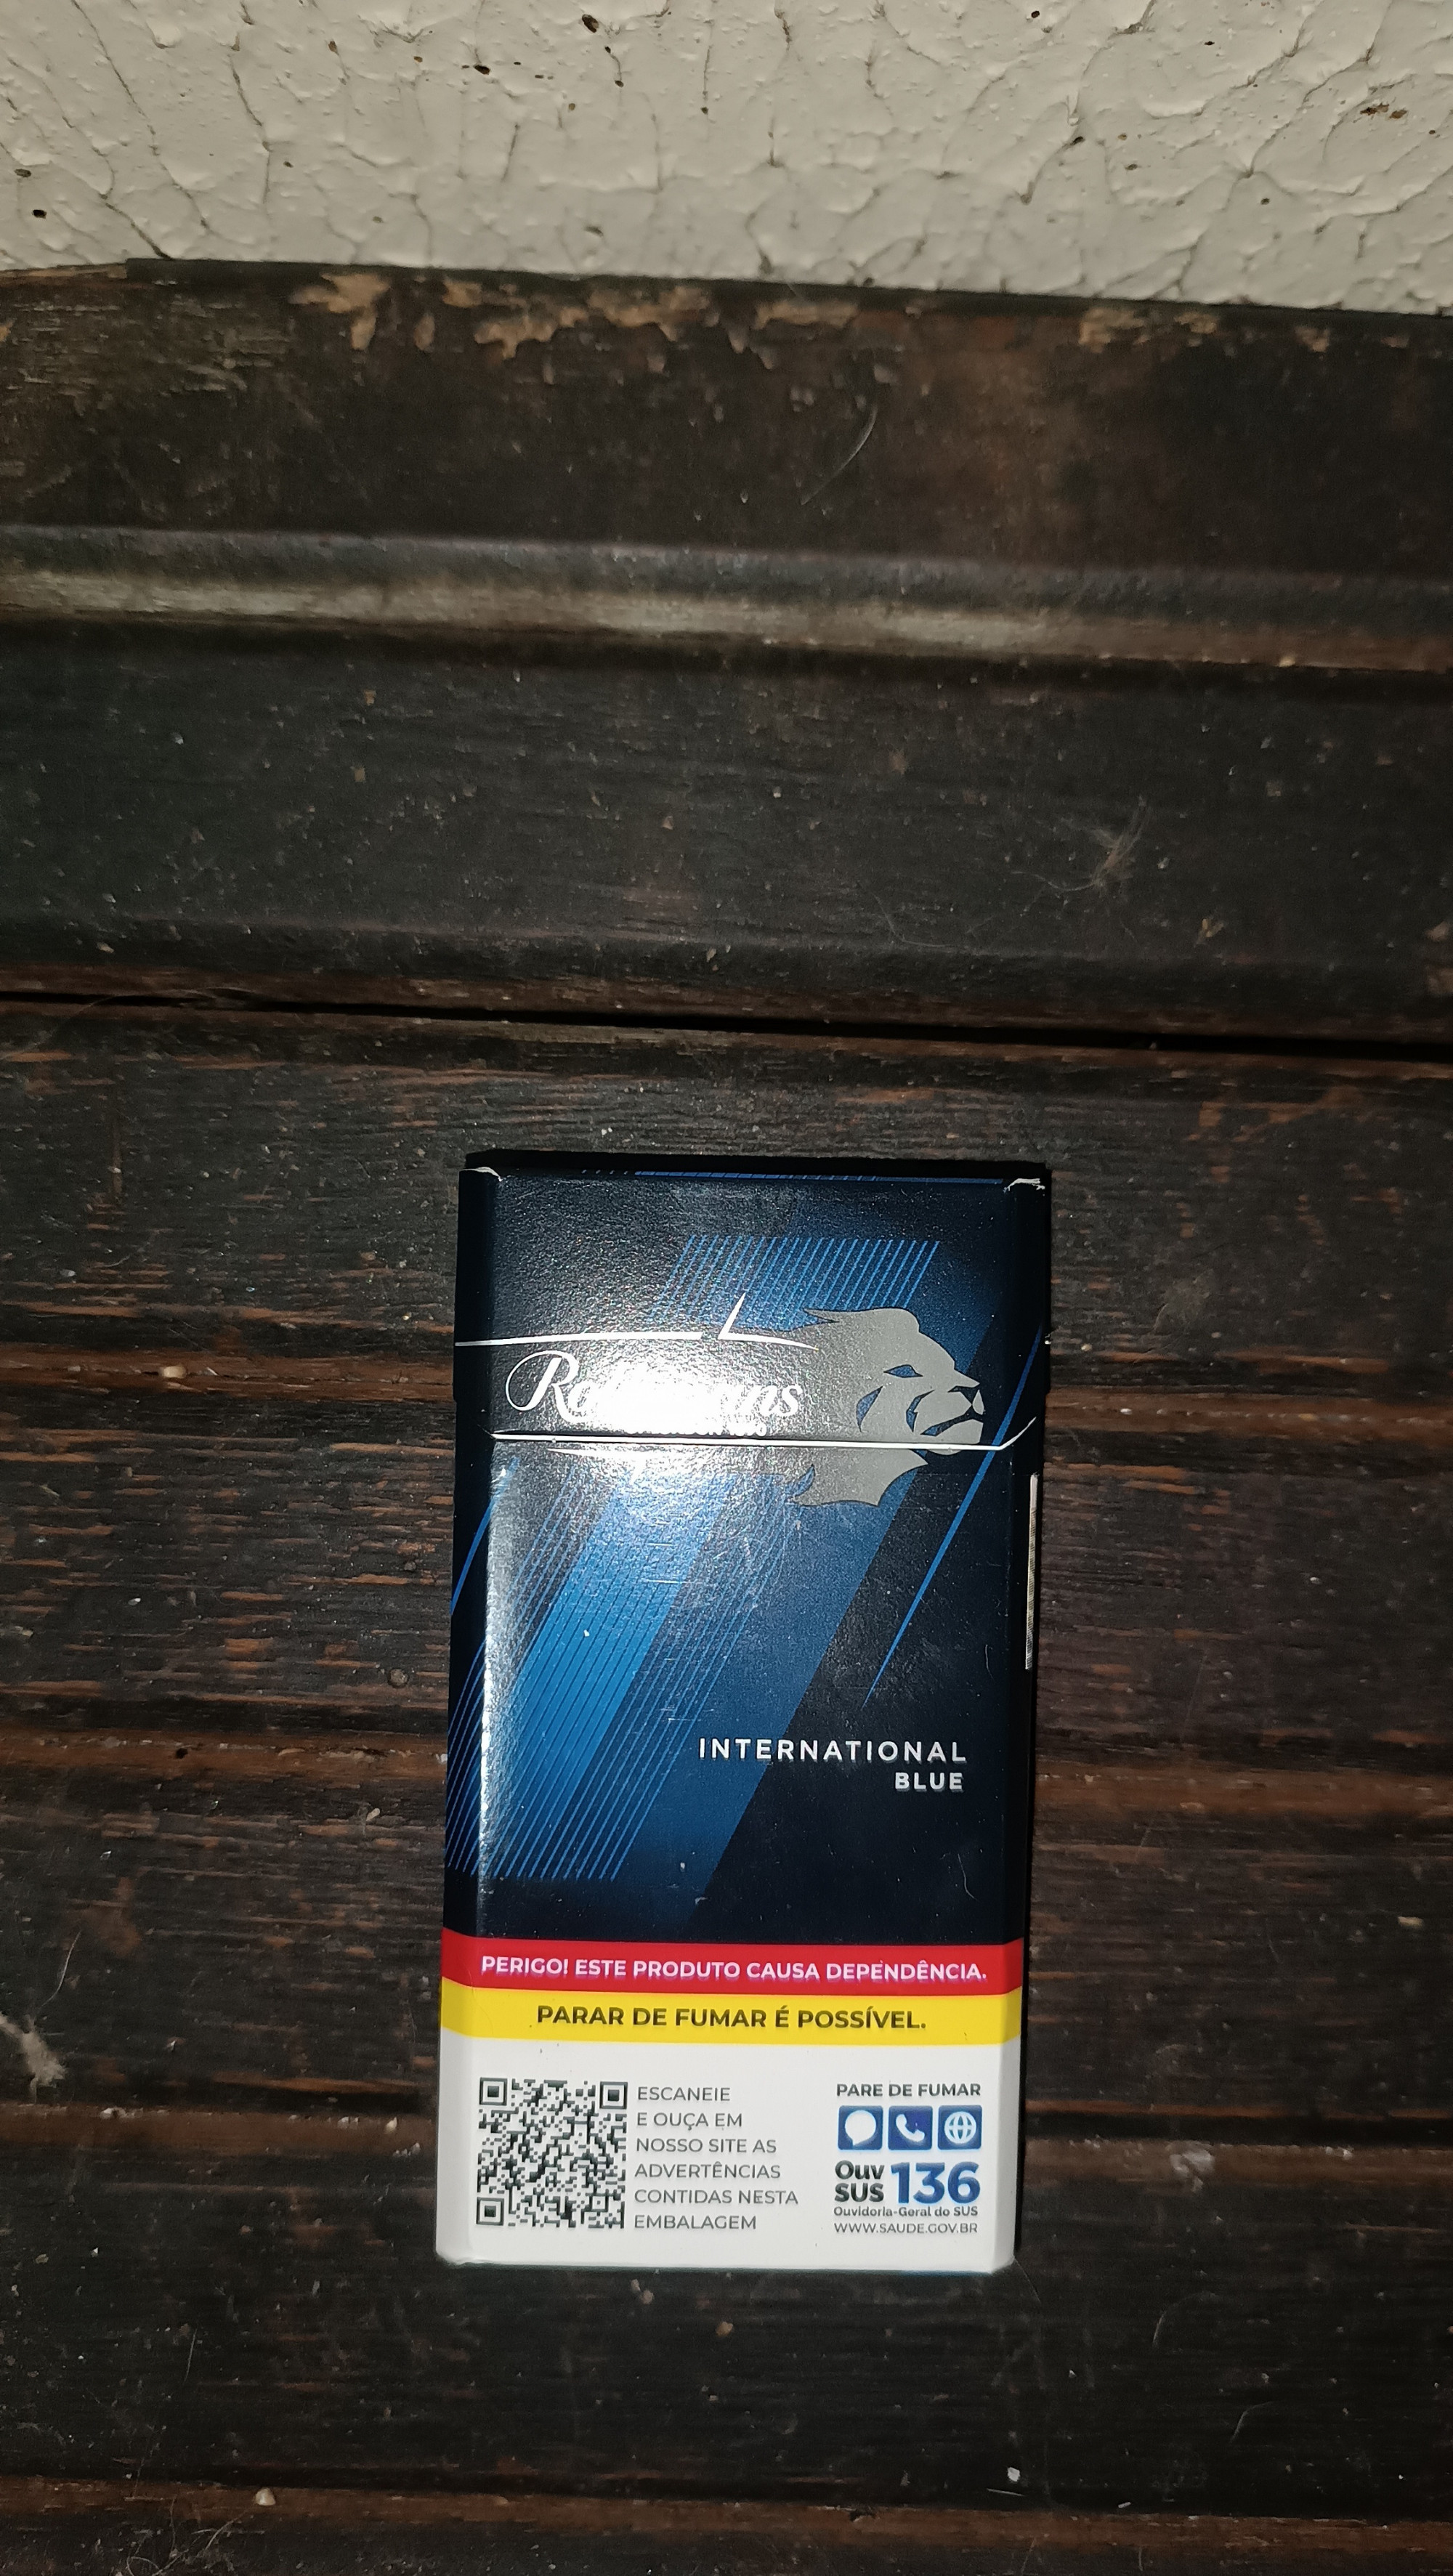 Rothmans
INTERNATIONAL
BLUE
PERIGO! ESTE PRODUTO CAUSA DEPENDÊNCIA.
PARAR DE FUMAR É POSSÍVEL.
ESCANEIE
E OUÇA EM
NOSSO SITE AS
ADVERTÊNCIAS
CONTIDAS NESTA
EMBALAGEM
PARE DE FUMAR
Ouv
SUS 136
Ouvidoria-Geral do SUS
WWW.SAUDE.GOV.BR